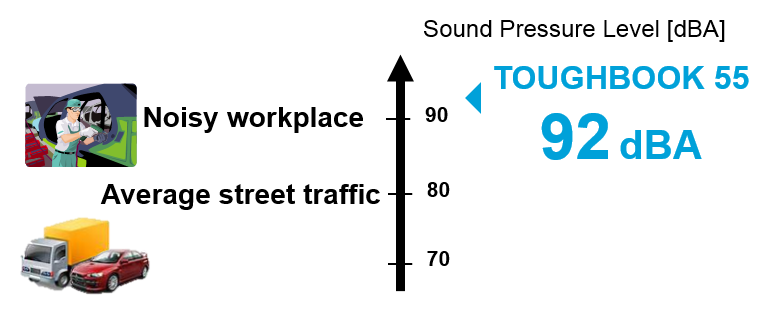 Sound Pressure Level [dBA]
TOUGHBOOK 55
92 dBA
Noisy workplace
90
Average street traffic
80
70